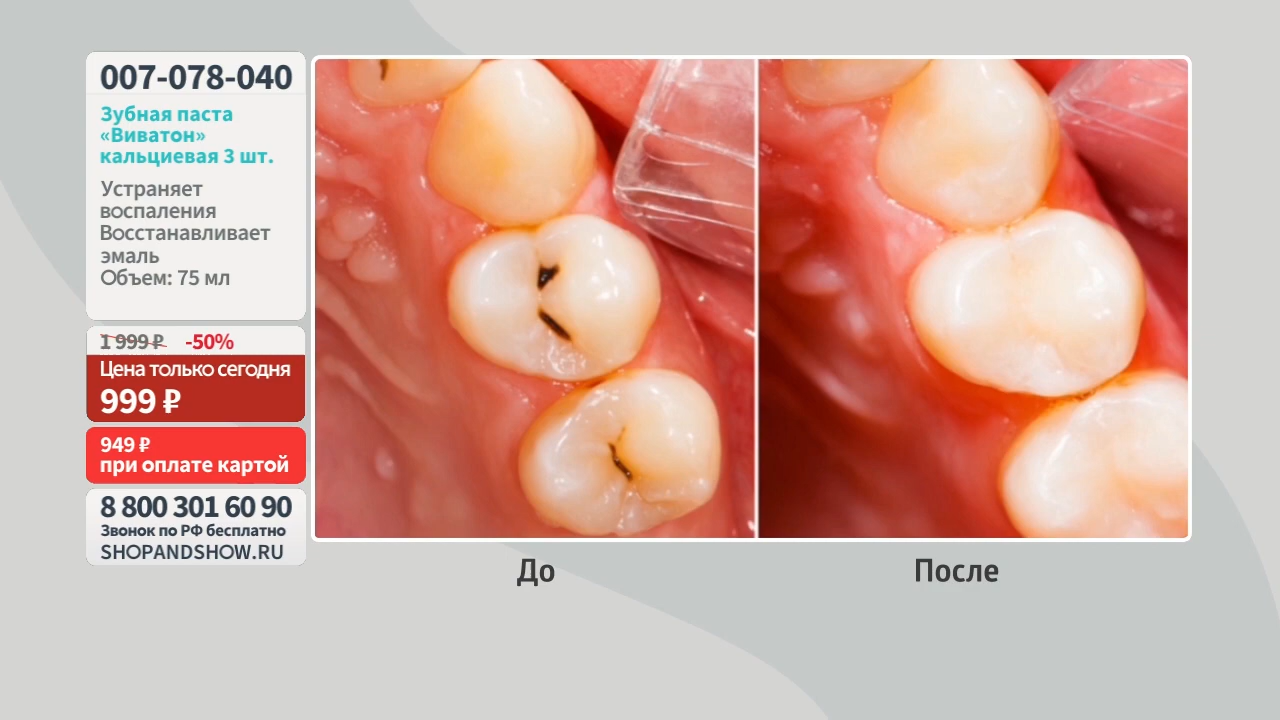 007-078-040
Зубная паста
«Виватон»
кальциевая 3 шт.
Устраняет
воспаления
Восстанавливает
эмаль
Объем: 75 мл
1 999 ₽ -50%
Цена только сегодня
999 ₽
949 ₽
при оплате картой
8 800 301 60 90
Звонок по РФ бесплатно
SHOPANDSHOW.RU
До
После